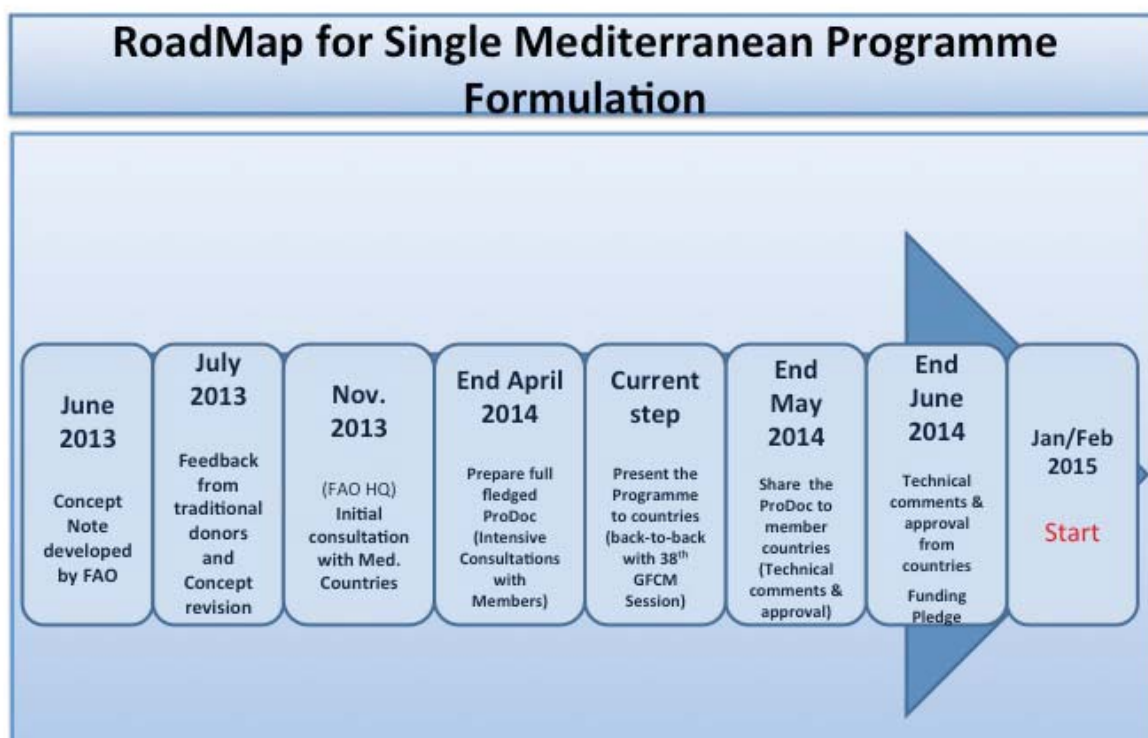 RoadMap for Single Mediterranean Programme
Formulation
June
2013
Concept
Note
developed
by FAO
July
2013
Feedback
from
traditional
donors
and
Concept
revision
Nov.
2013
(FAO HQ)
Initial
consultation
with Med.
Countries
End April
2014
Prepare full
fledged
ProDoc
(Intensive
Consultations
with
Members)
Current
step
Present the
Programme
to countries
(back-to-back
with 38th
GFCM
Session)
End
May
2014
Share the
ProDoc to
member
countries
(Technical
comments &
approval)
End
June
2014
Technical
comments &
approval
from
countries
Funding
Pledge
Jan/Feb
2015
Start